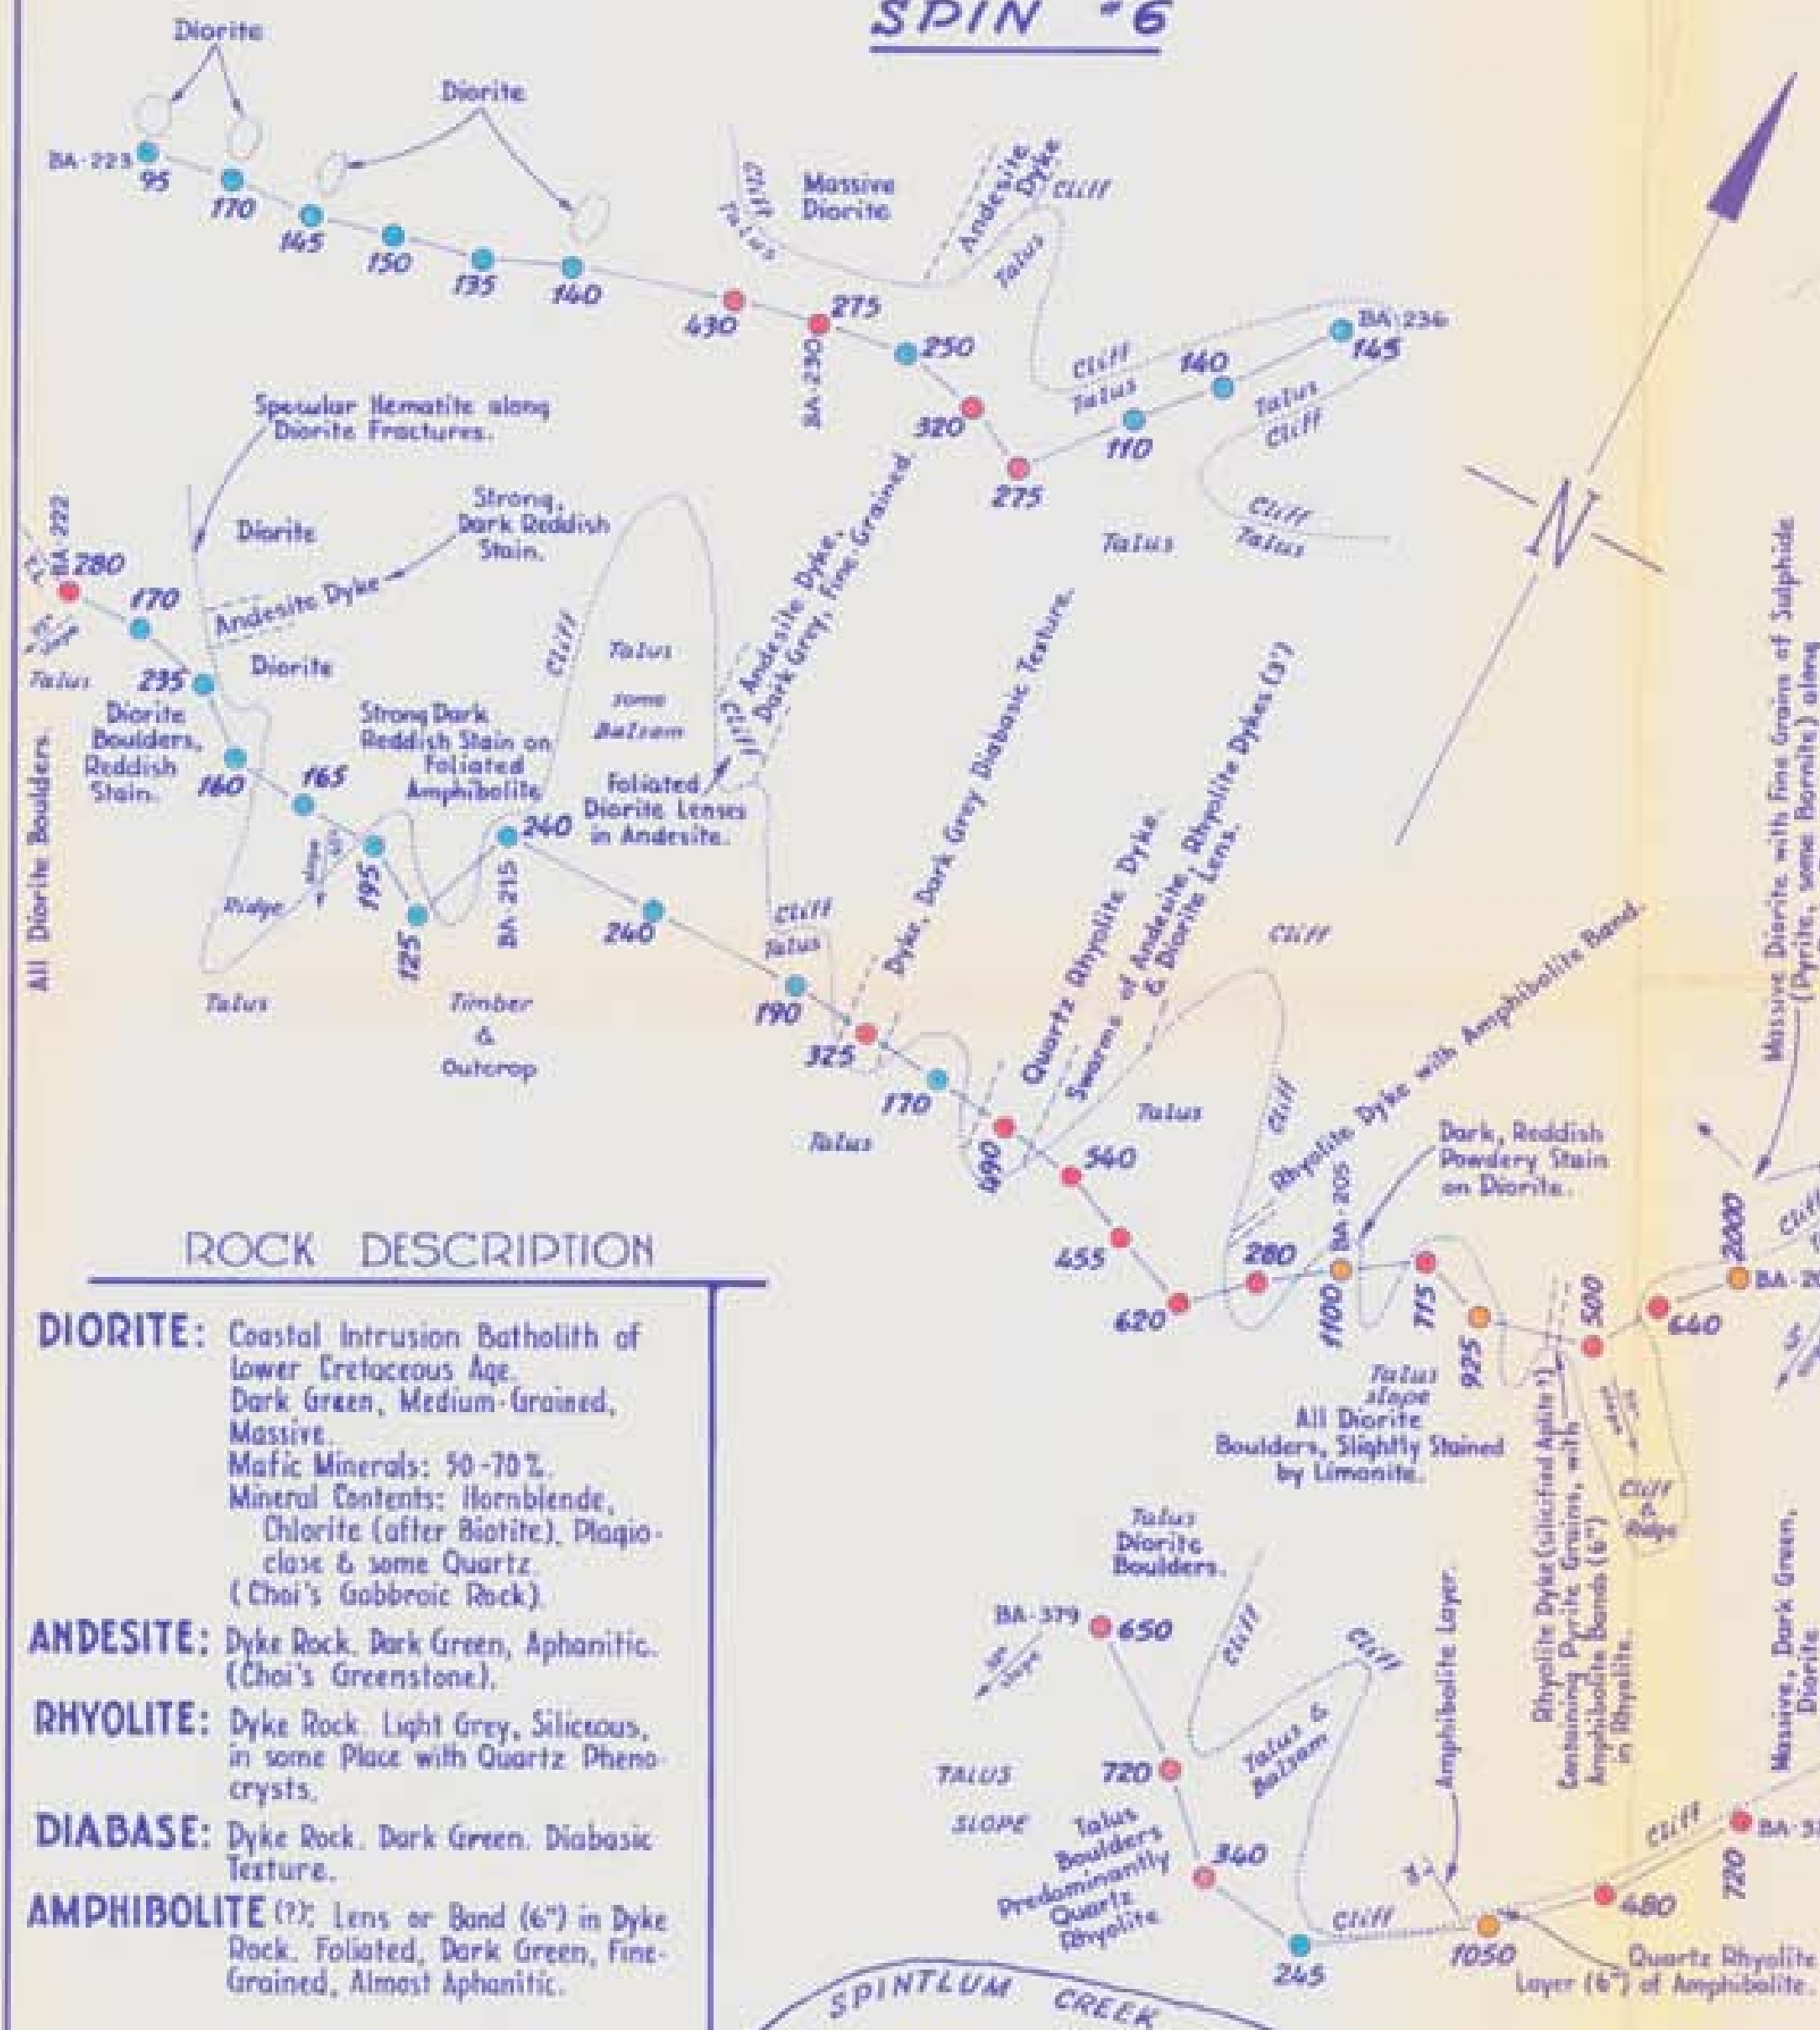 SPIN #6
Diorite
Diorite
BA-223
95
170
145
150
135
140
430
275
BA-230
250
320
275
110
140
BA-236
145
Cliff
Talus
Massive
Diorite
Andesite
Dyke
Cliff
Talus
Cliff
Talus
Talus
Cliff
Cliff
Talus
Talus
N
Specular Hematite along
Diorite Fractures.
Diorite
Strong,
Dark Reddish
Stain.
Andesite Dyke
Diorite
BA-222
280
170
235
160
165
195
125
240
BA-215
240
190
325
170
490
540
455
620
280
1100
BA-205
715
925
500
640
2000
slope
Talus
All Diorite Boulders.
Diorite
Boulders,
Reddish
Stain.
Strong Dark
Reddish Stain on
Foliated
Amphibolite
Cliff
Talus
some
Balsam
Cliff
Andesite Dyke,
Dark Grey, Fine Grained.
Foliated
Diorite Lenses
in Andesite.
slope
Ridge
Talus
Timber
&
Outcrop
Cliff
Talus
Dyke, Dark Grey Diabasic Texture.
Quartz Rhyolite Dyke.
Swarms of Andesite, Rhyolite Dykes (3')
& Diorite Lens.
Talus
Talus
Cliff
Cliff
Rhyolite Dyke with Amphibolite Band.
Dark, Reddish
Powdery Stain
on Diorite.
Massive Diorite with Fine Grains of Sulphide
(Pyrite, some Bornite) along
Talus
slope
All Diorite
Boulders, Slightly Stained
by Limonite.
Rhyolite Dyke (silicified Aplite?)
Containing Pyrite Grains, with
Amphibolite Bands (6")
in Rhyolite.
Cliff
&
Ridge
Massive, Dark Green,
Diorite
ROCK DESCRIPTION
DIORITE: Coastal Intrusion Batholith of
Lower Cretaceous Age.
Dark Green, Medium-Grained,
Massive.
Mafic Minerals: 50-70%.
Mineral Contents: Hornblende,
Chlorite (after Biotite), Plagio-
clase & some Quartz.
(Choi's Gabbroic Rock).
ANDESITE: Dyke Rock. Dark Green, Aphanitic.
(Choi's Greenstone).
RHYOLITE: Dyke Rock. Light Grey, Siliceous,
in some Place with Quartz Pheno-
crysts.
DIABASE: Dyke Rock. Dark Green. Diabasic
Texture.
AMPHIBOLITE (?): Lens or Band (6") in Dyke
Rock. Foliated, Dark Green, Fine-
Grained, Almost Aphanitic.
Talus
Diorite
Boulders.
BA-379
650
slope
720
340
245
1050
480
720
Cliff
Cliff
Talus &
Balsam
TALUS
SLOPE
Talus
Boulders
Predominantly
Quartz
Rhyolite
Amphibolite Layer.
Cliff
Cliff
Quartz Rhyolite
Layer (6") of Amphibolite.
SPINTLUM CREEK